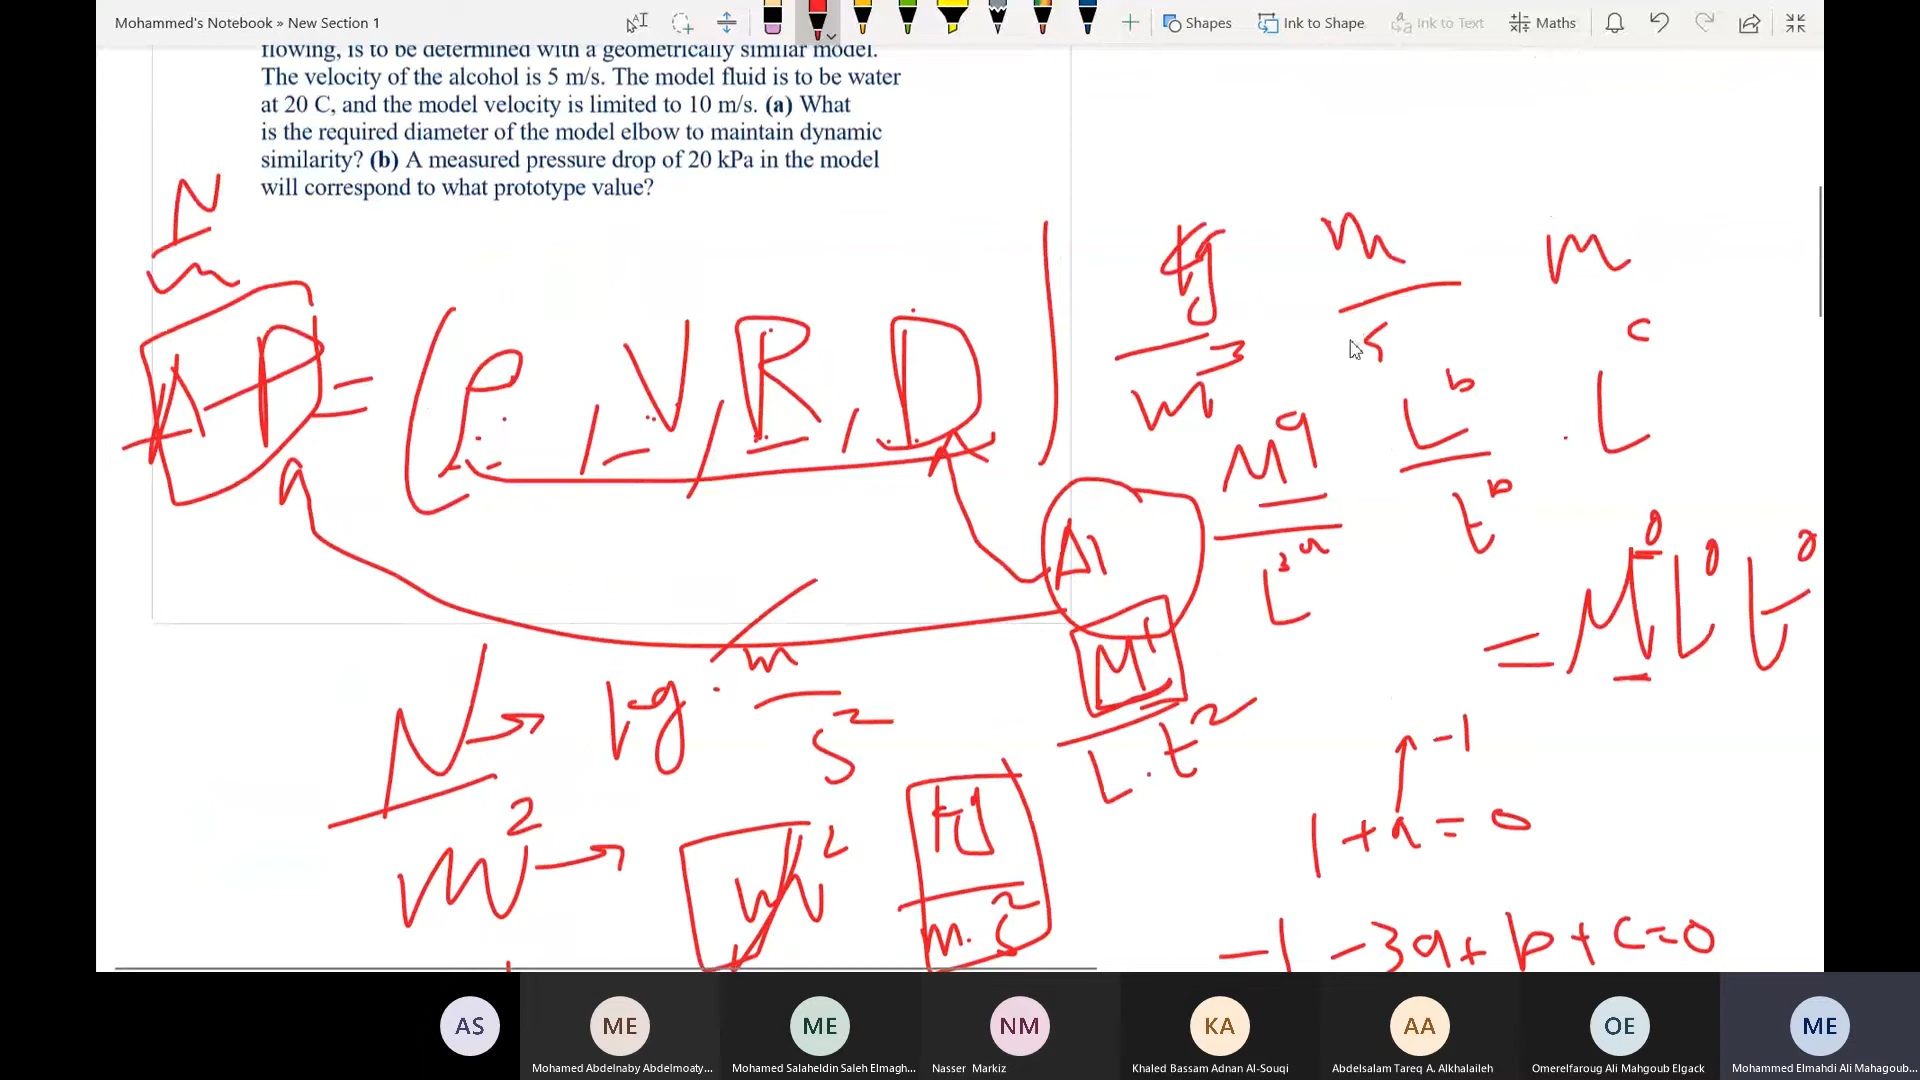 Mohammed's Notebook » New Section 1
Shapes
Ink to Shape
Ink to Text
Maths
flowing, is to be determined with a geometrically similar model.
The velocity of the alcohol is 5 m/s. The model fluid is to be water
at 20 C, and the model velocity is limited to 10 m/s. (a) What
is the required diameter of the model elbow to maintain dynamic
similarity? (b) A measured pressure drop of 20 kPa in the model
will correspond to what prototype value?
N/m
ΔP = (ρ, V, R, D)
kg/m³ m/s m
M^a/L^3a L^b/t^b . L^c
= M^0 L^0 t^0
M^1/L.t²
N → kg . m/s²
m² → m²
kg/m.s²
-1
1 + a = 0
-1 -3a + b + c = 0
AS
ME
ME
NM
KA
AA
OE
ME
Mohamed Abdelnaby Abdelmoaty...
Mohamed Salaheldin Saleh Elmagh...
Nasser Markiz
Khaled Bassam Adnan Al-Souqi
Abdelsalam Tareq A. Alkhalaileh
Omerelfaroug Ali Mahgoub Elgack
Mohammed Elmahdi Ali Mahagoub...